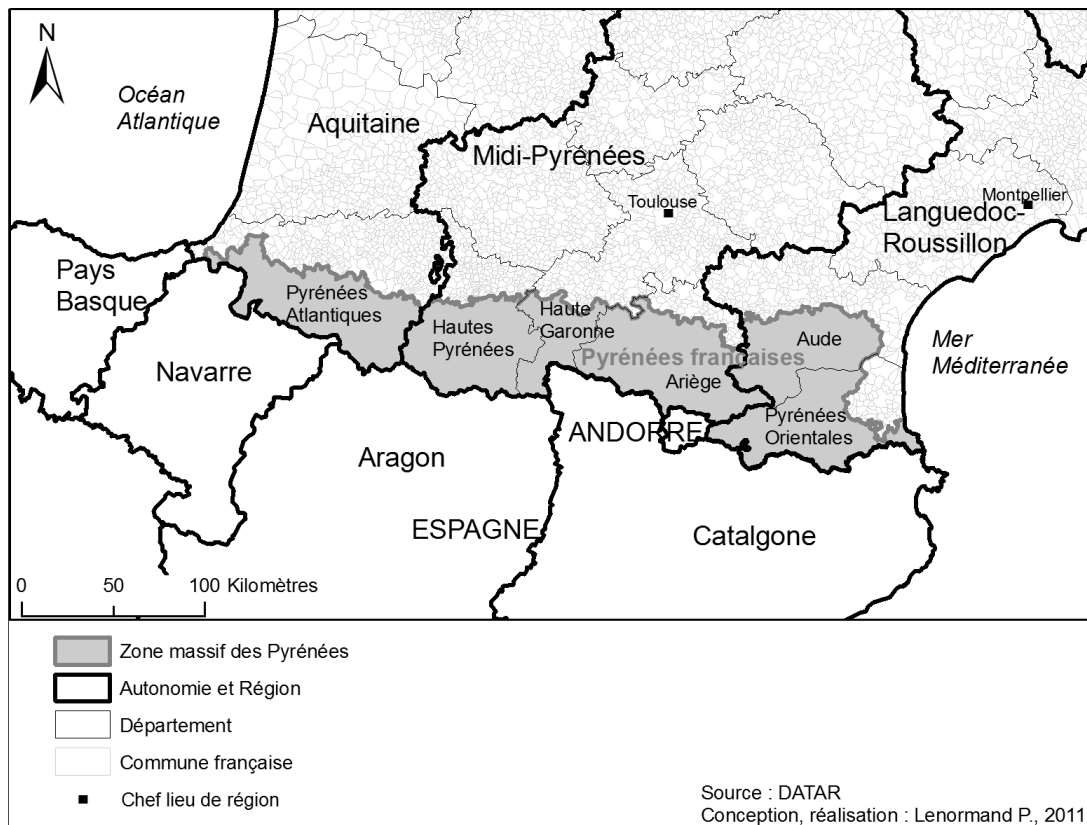 N
Océan
Atlantique
Aquitaine
Midi-Pyrénées
Toulouse
Montpellier
Languedoc-
Roussillon
Pays
Basque
Pyrénées
Atlantiques
Haute
Garonne
Hautes
Pyrénées
Aude
Mer
Méditerranée
Pyrénées françaises
Navarre
Ariège
Pyrénées
Orientales
ANDORRE
Aragon
ESPAGNE
Catalgone
0 50 100 Kilomètres
Zone massif des Pyrénées
Autonomie et Région
Département
Commune française
Chef lieu de région
Source : DATAR
Conception, réalisation : Lenormand P., 2011